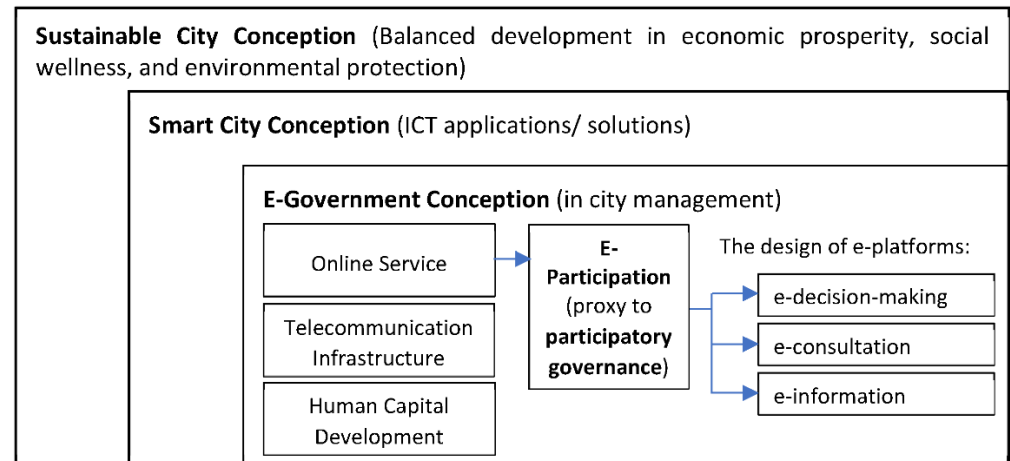 Sustainable City Conception (Balanced development in economic prosperity, social
wellness, and environmental protection)
Smart City Conception (ICT applications/ solutions)
E-Government Conception (in city management)
Online Service
Telecommunication
Infrastructure
Human Capital
Development
E-
Participation
(proxy to
participatory
governance)
The design of e-platforms:
e-decision-making
e-consultation
e-information